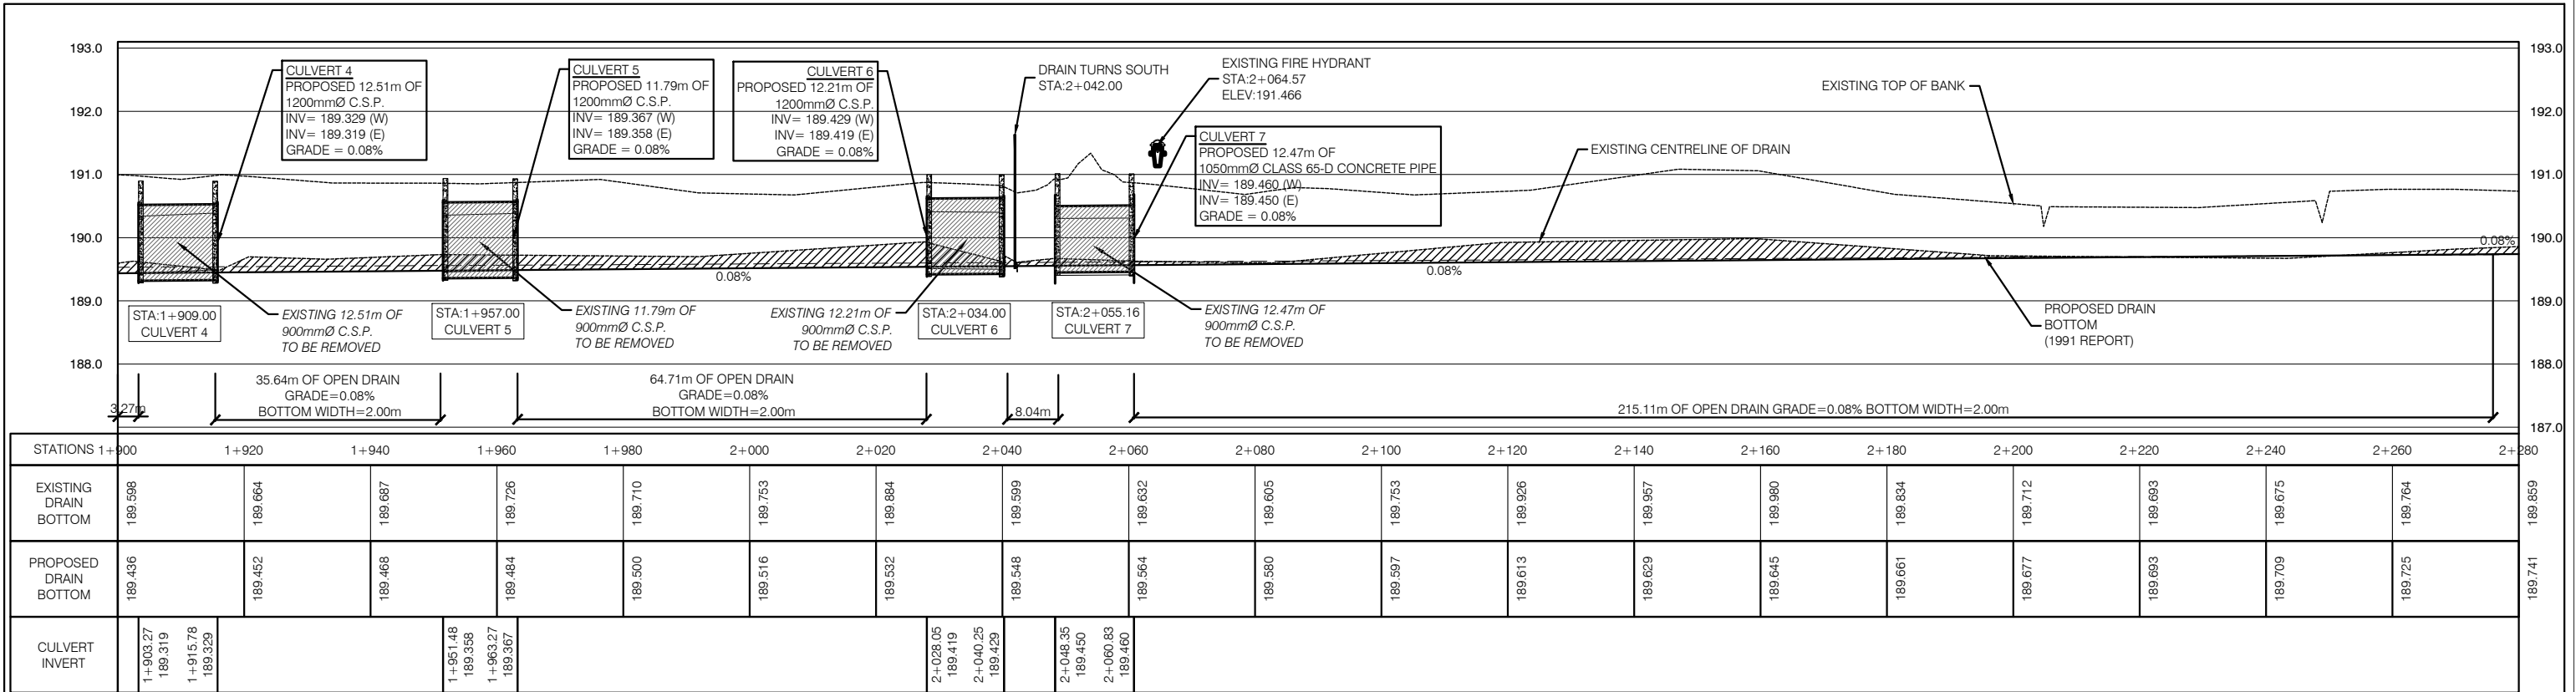 193.0
192.0
191.0
190.0
189.0
188.0
193.0
192.0
191.0
190.0
189.0
188.0
187.0
CULVERT 4
PROPOSED 12.51m OF
1200mmØ C.S.P.
INV= 189.329 (W)
INV= 189.319 (E)
GRADE = 0.08%
CULVERT 5
PROPOSED 11.79m OF
1200mmØ C.S.P.
INV= 189.367 (W)
INV= 189.358 (E)
GRADE = 0.08%
CULVERT 6
PROPOSED 12.21m OF
1200mmØ C.S.P.
INV= 189.429 (W)
INV= 189.419 (E)
GRADE = 0.08%
DRAIN TURNS SOUTH
STA:2+042.00
EXISTING FIRE HYDRANT
STA:2+064.57
ELEV:191.466
CULVERT 7
PROPOSED 12.47m OF
1050mmØ CLASS 65-D CONCRETE PIPE
INV= 189.460 (W)
INV= 189.450 (E)
GRADE = 0.08%
EXISTING CENTRELINE OF DRAIN
EXISTING TOP OF BANK
0.08%
0.08%
0.08%
STA:1+909.00
CULVERT 4
EXISTING 12.51m OF
900mmØ C.S.P.
TO BE REMOVED
STA:1+957.00
CULVERT 5
EXISTING 11.79m OF
900mmØ C.S.P.
TO BE REMOVED
EXISTING 12.21m OF
900mmØ C.S.P.
TO BE REMOVED
STA:2+034.00
CULVERT 6
STA:2+055.16
CULVERT 7
EXISTING 12.47m OF
900mmØ C.S.P.
TO BE REMOVED
PROPOSED DRAIN
BOTTOM
(1991 REPORT)
3.27m
35.64m OF OPEN DRAIN
GRADE=0.08%
BOTTOM WIDTH=2.00m
64.71m OF OPEN DRAIN
GRADE=0.08%
BOTTOM WIDTH=2.00m
8.04m
215.11m OF OPEN DRAIN GRADE=0.08% BOTTOM WIDTH=2.00m
STATIONS 1+900 1+920 1+940 1+960 1+980 2+000 2+020 2+040 2+060 2+080 2+100 2+120 2+140 2+160 2+180 2+200 2+220 2+240 2+260 2+280
EXISTING
DRAIN
BOTTOM
189.598 189.664 189.687 189.726 189.710 189.753 189.884 189.599 189.632 189.605 189.753 189.926 189.957 189.980 189.834 189.712 189.693 189.675 189.764 189.859
PROPOSED
DRAIN
BOTTOM
189.436 189.452 189.468 189.484 189.500 189.516 189.532 189.548 189.564 189.580 189.597 189.613 189.629 189.645 189.661 189.677 189.693 189.709 189.725 189.741
CULVERT
INVERT
1+903.27
189.319
1+915.78
189.329
1+951.48
189.358
1+963.27
189.367
2+028.05
189.419
2+040.25
189.429
2+048.35
189.450
2+060.83
189.460